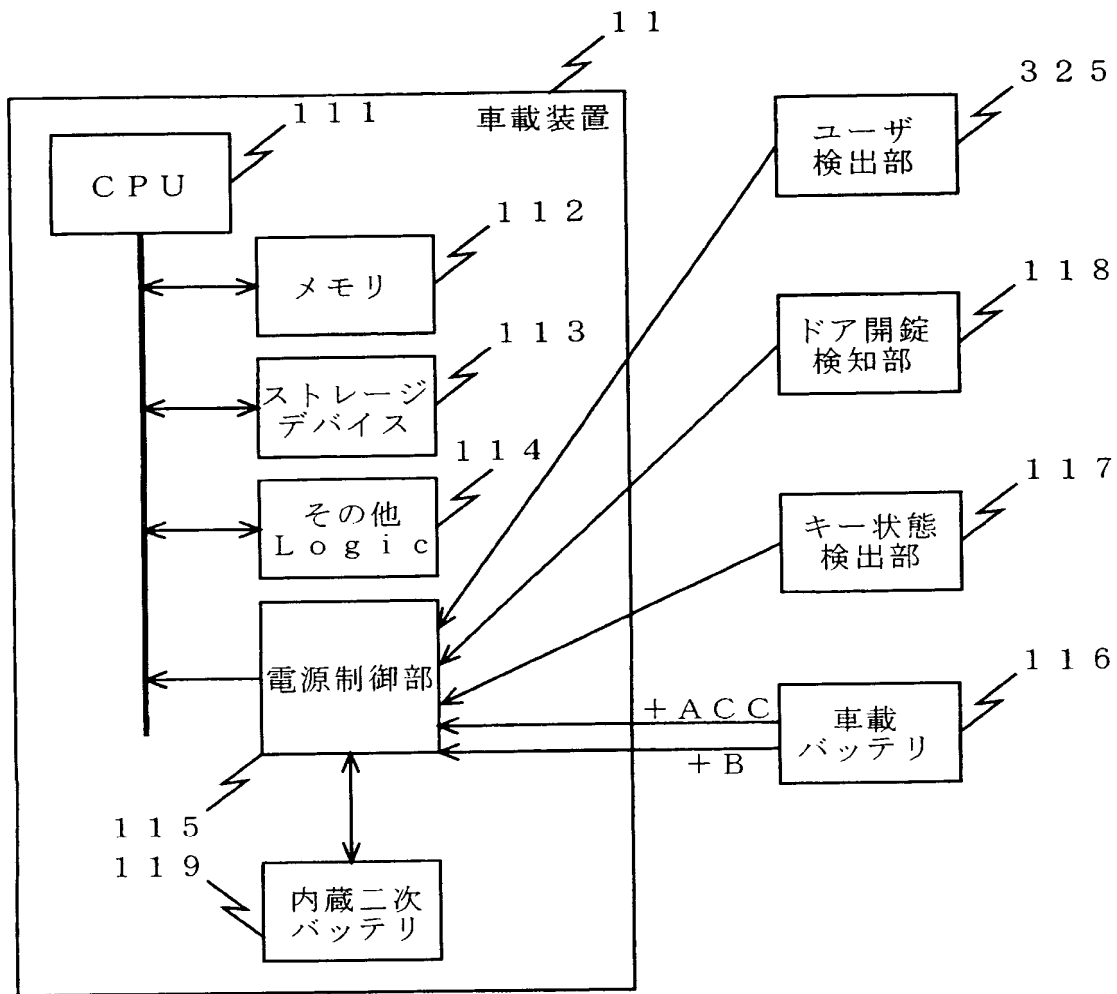 １１
車載装置
３２５
ユーザ
検出部
１１１
ＣＰＵ
１１２
メモリ
１１８
ドア開錠
検知部
１１３
ストレージ
デバイス
１１４
その他
Ｌｏｇｉｃ
１１７
キー状態
検出部
電源制御部
１１５
１１６
車載
バッテリ
＋ＡＣＣ
＋Ｂ
１１９
内蔵二次
バッテリ